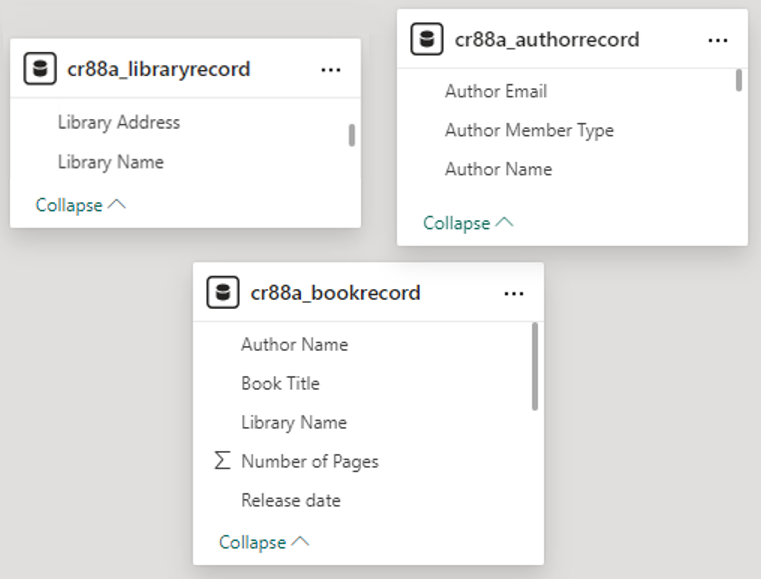 cr88a_libraryrecord ...
Library Address
Library Name
Collapse
cr88a_authorrecord ...
Author Email
Author Member Type
Author Name
Collapse
cr88a_bookrecord ...
Author Name
Book Title
Library Name
Σ Number of Pages
Release date
Collapse